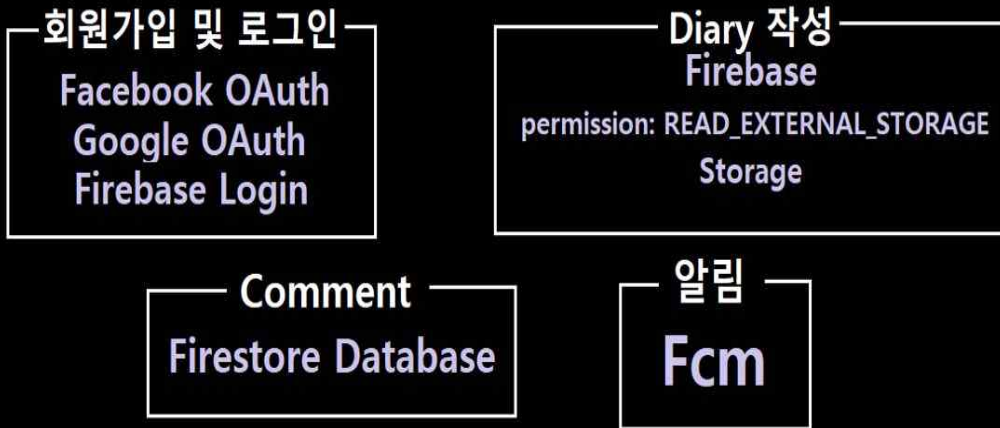 회원가입 및 로그인
Facebook OAuth
Google OAuth
Firebase Login
Diary 작성
Firebase
permission: READ_EXTERNAL_STORAGE
Storage
Comment
Firestore Database
알림
Fcm